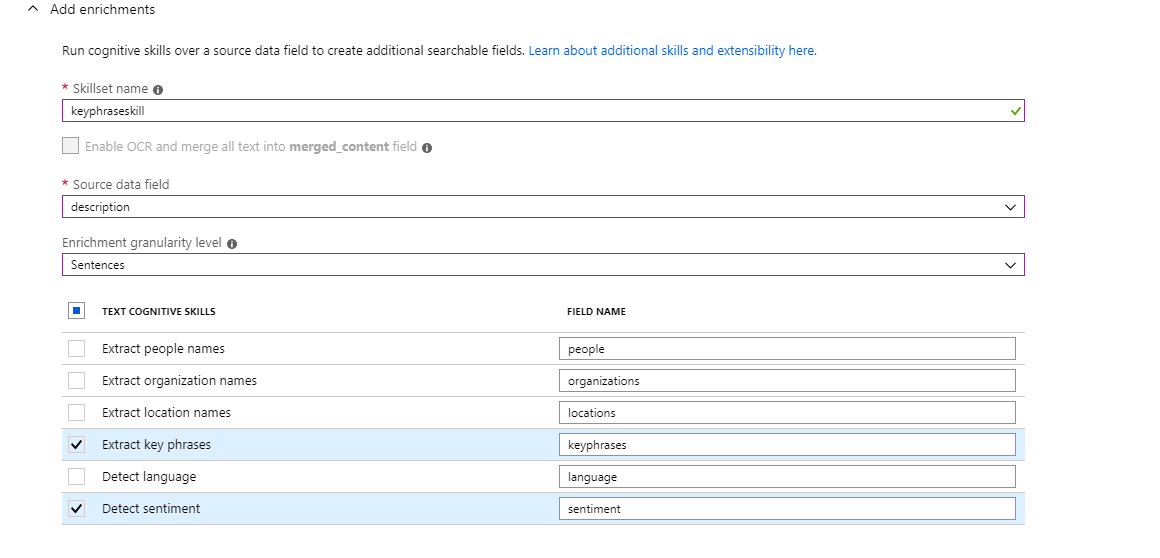 Add enrichments
Run cognitive skills over a source data field to create additional searchable fields. Learn about additional skills and extensibility here.
* Skillset name
keyphraseskill
Enable OCR and merge all text into merged_content field
* Source data field
description
Enrichment granularity level
Sentences
TEXT COGNITIVE SKILLS FIELD NAME
Extract people names people
Extract organization names organizations
Extract location names locations
Extract key phrases keyphrases
Detect language language
Detect sentiment sentiment